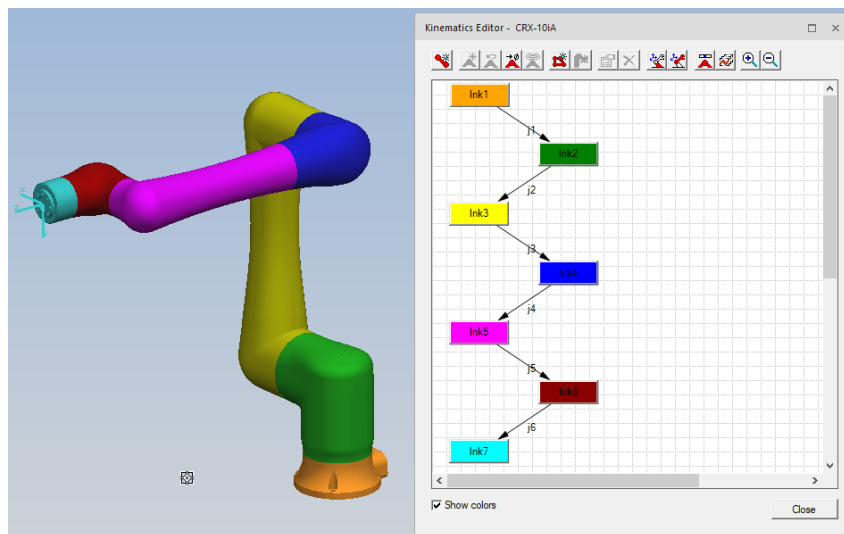 Kinematics Editor - CRX-10iA
lnk1
j1
lnk2
j2
lnk3
j3
lnk4
j4
lnk5
j5
lnk6
j6
lnk7
Show colors
Close